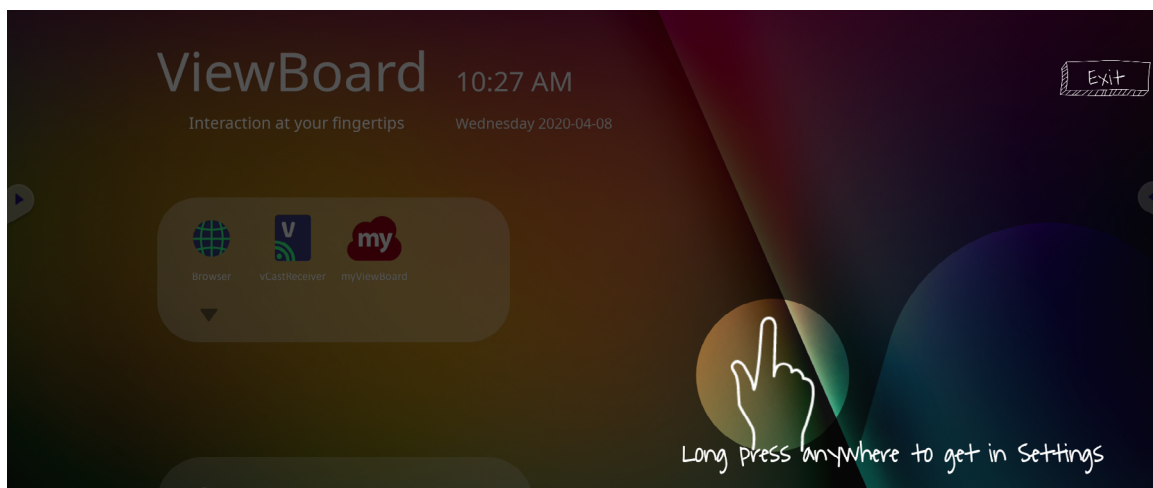 ViewBoard
10:27 AM
Exit
Interaction at your fingertips
Wednesday 2020-04-08
V
my
Browser
vCastReceiver
myViewBoard
Long press anywhere to get in Settings